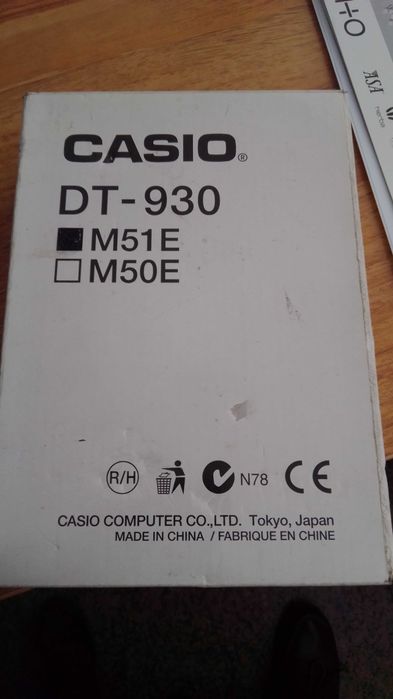 CASIO®
DT-930
M51E
M50E
R/H
N78
CE
CASIO COMPUTER CO.,LTD. Tokyo, Japan
MADE IN CHINA / FABRIQUE EN CHINE
ASA